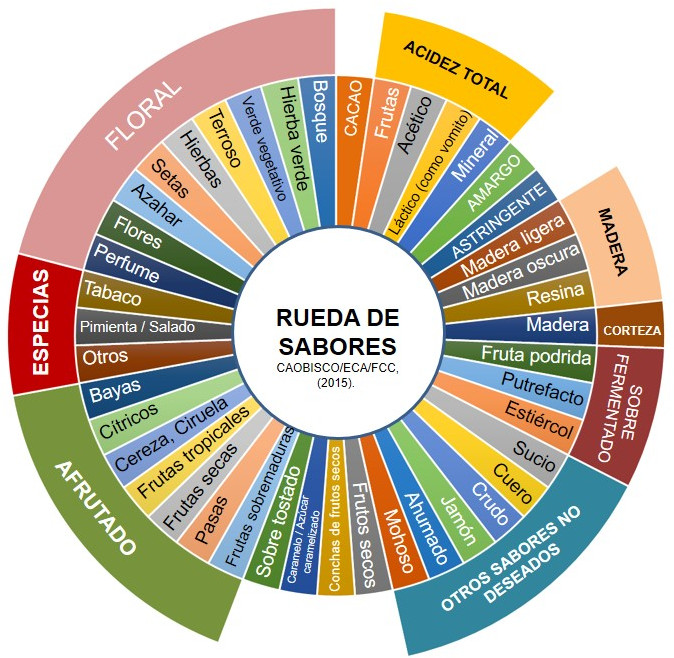 RUEDA DE
SABORES
CAOBISCO/ECA/FCC,
(2015).
CACAO
ACIDEZ TOTAL
Frutas
Acético
Láctico (como vomito)
Mineral
AMARGO
ASTRINGENTE
MADERA
Madera ligera
Madera oscura
Resina
CORTEZA
Madera
SOBRE
FERMENTADO
Fruta podrida
Putrefacto
Estiércol
OTROS SABORES NO
DESEADOS
Sucio
Cuero
Crudo
Jamón
Ahumado
Mohoso
Frutos secos
Conchas de frutos secos
Caramelo / Azúcar
caramelizado
Sobre tostado
AFRUTADO
Frutas sobremaduras
Pasas
Frutas secas
Frutas tropicales
Cereza, Ciruela
Cítricos
Bayas
ESPECIAS
Otros
Pimienta / Salado
Tabaco
FLORAL
Perfume
Flores
Azahar
Setas
Hierbas
Terroso
Verde vegetativo
Hierba verde
Bosque